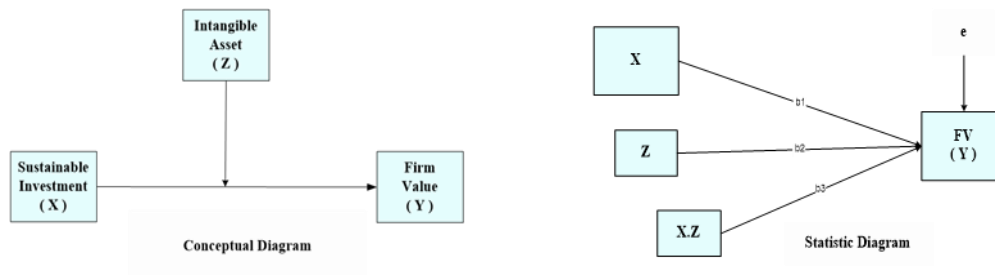 Intangible
Asset
( Z )
Sustainable
Investment
( X )
Firm
Value
( Y )
Conceptual Diagram
X
Z
X.Z
b1
b2
b3
e
FV
( Y )
Statistic Diagram